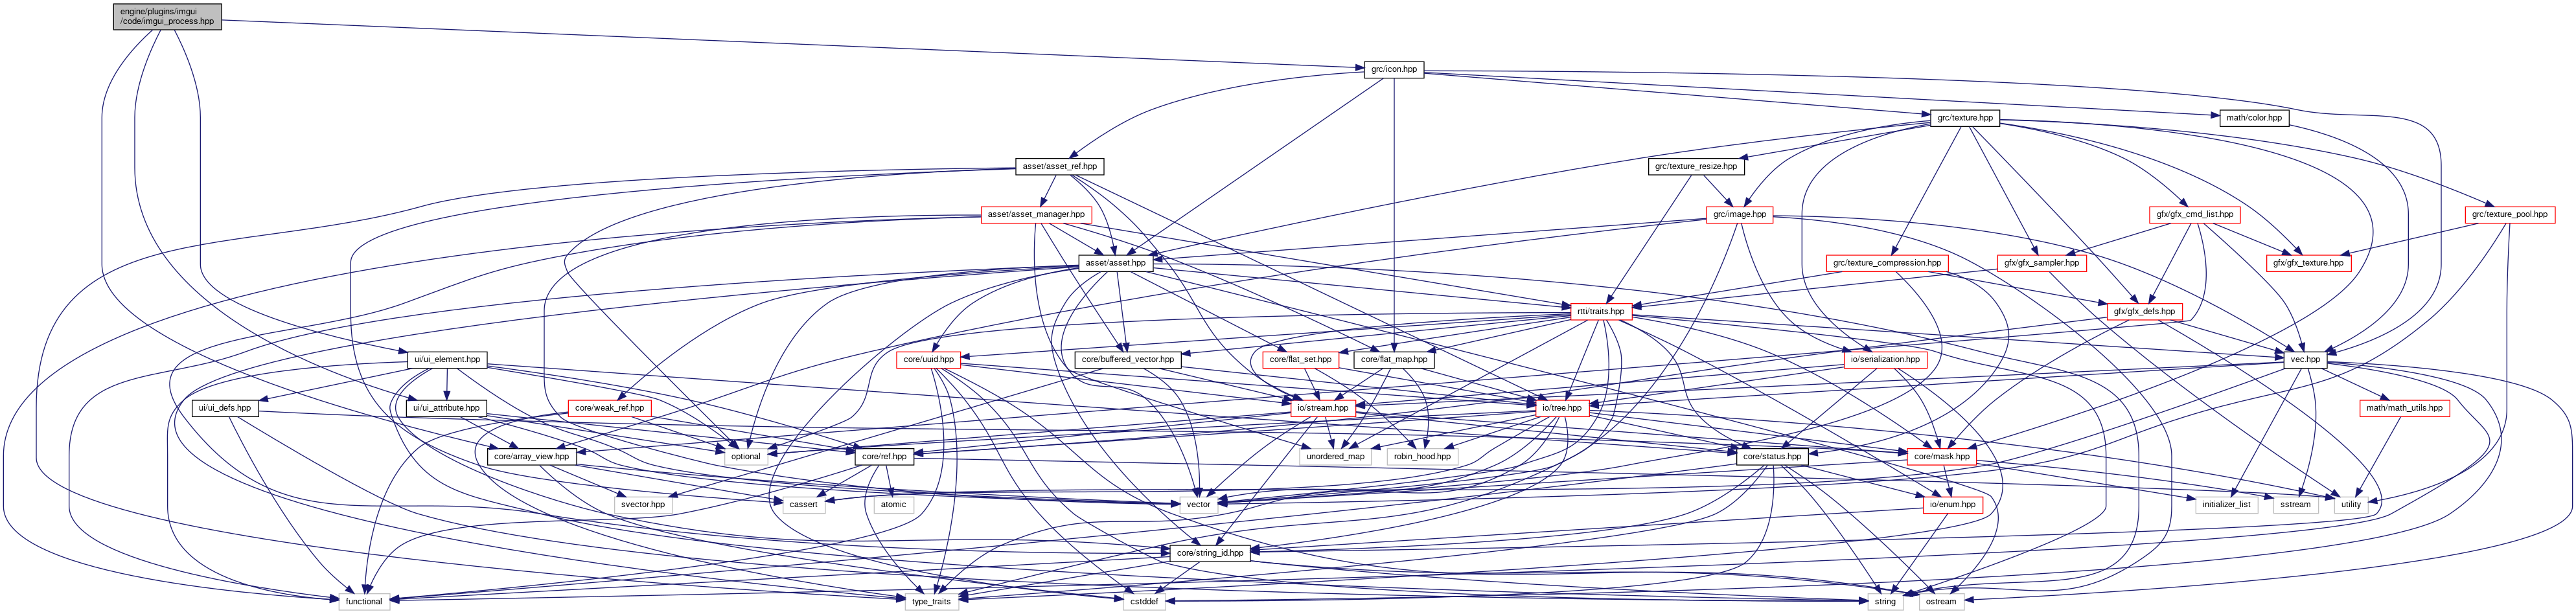 engine/plugins/imgui
/code/imgui_process.hpp
grc/icon.hpp
grc/texture.hpp
math/color.hpp
asset/asset_ref.hpp
grc/texture_resize.hpp
asset/asset_manager.hpp
grc/image.hpp
gfx/gfx_cmd_list.hpp
grc/texture_pool.hpp
asset/asset.hpp
grc/texture_compression.hpp
gfx/gfx_sampler.hpp
gfx/gfx_texture.hpp
rtti/traits.hpp
gfx/gfx_defs.hpp
ui/ui_element.hpp
core/uuid.hpp
core/buffered_vector.hpp
core/flat_set.hpp
core/flat_map.hpp
io/serialization.hpp
vec.hpp
ui/ui_defs.hpp
ui/ui_attribute.hpp
core/weak_ref.hpp
io/stream.hpp
io/tree.hpp
math/math_utils.hpp
core/array_view.hpp
optional
core/ref.hpp
unordered_map
robin_hood.hpp
core/status.hpp
core/mask.hpp
svector.hpp
cassert
atomic
vector
io/enum.hpp
initializer_list
sstream
utility
core/string_id.hpp
functional
type_traits
cstddef
string
ostream